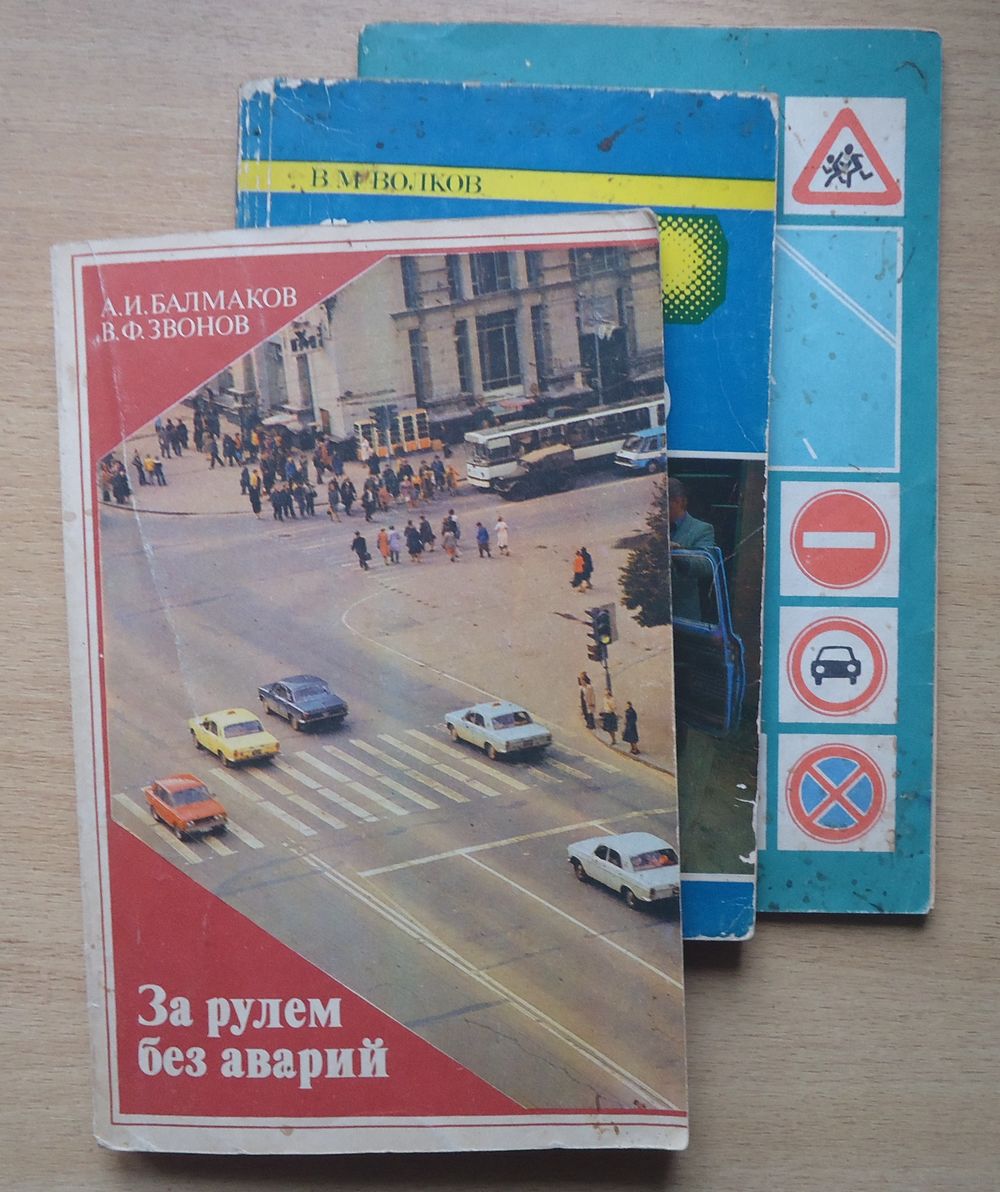 В М ВОЛКОВ
А.И.БАЛМАКОВ
В.Ф.ЗВОНОВ
За рулем
без аварий